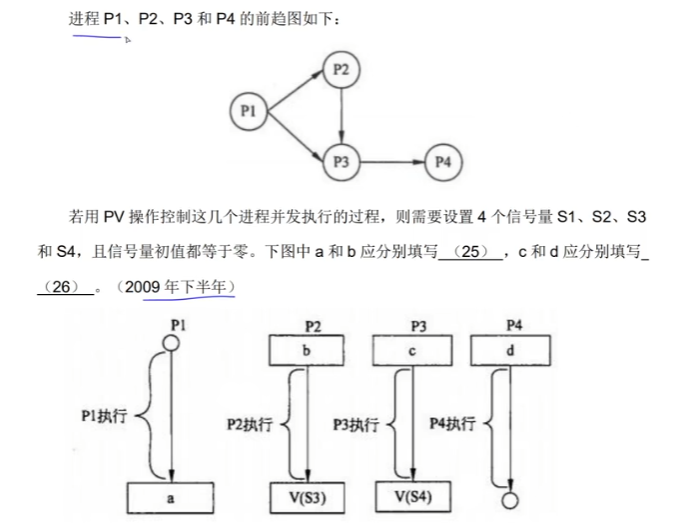 进程 P1、P2、P3 和 P4 的前趋图如下：
P2
P1
P3
P4
若用 PV 操作控制这几个进程并发执行的过程，则需要设置 4 个信号量 S1、S2、S3
和 S4，且信号量初值都等于零。下图中 a 和 b 应分别填写_（25）_，c 和 d 应分别填写_
（26）_。（2009 年下半年）
P1 P2 P3 P4
b c d
P1执行 P2执行 P3执行 P4执行
a V(S3) V(S4)